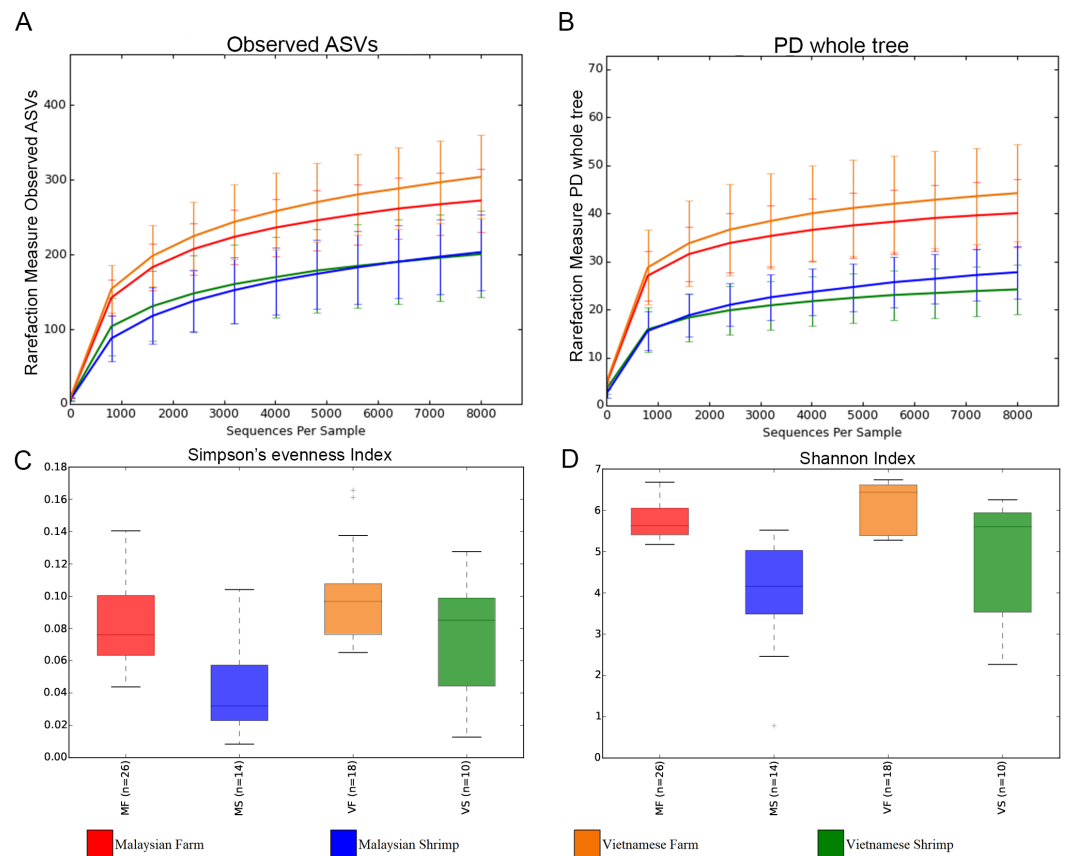 A
Observed ASVs
Rarefaction Measure Observed ASVs
400
300
200
100
0
0 1000 2000 3000 4000 5000 6000 7000 8000
Sequences Per Sample
B
PD whole tree
Rarefaction Measure PD whole tree
70
60
50
40
30
20
10
0
0 1000 2000 3000 4000 5000 6000 7000 8000
Sequences Per Sample
C
Simpson's evenness Index
0.18
0.16
0.14
0.12
0.10
0.08
0.06
0.04
0.02
0.00
MF (n=26)
MS (n=14)
VF (n=18)
VS (n=10)
D
Shannon Index
7
6
5
4
3
2
1
0
MF (n=26)
MS (n=14)
VF (n=18)
VS (n=10)
Malaysian Farm
Malaysian Shrimp
Vietnamese Farm
Vietnamese Shrimp